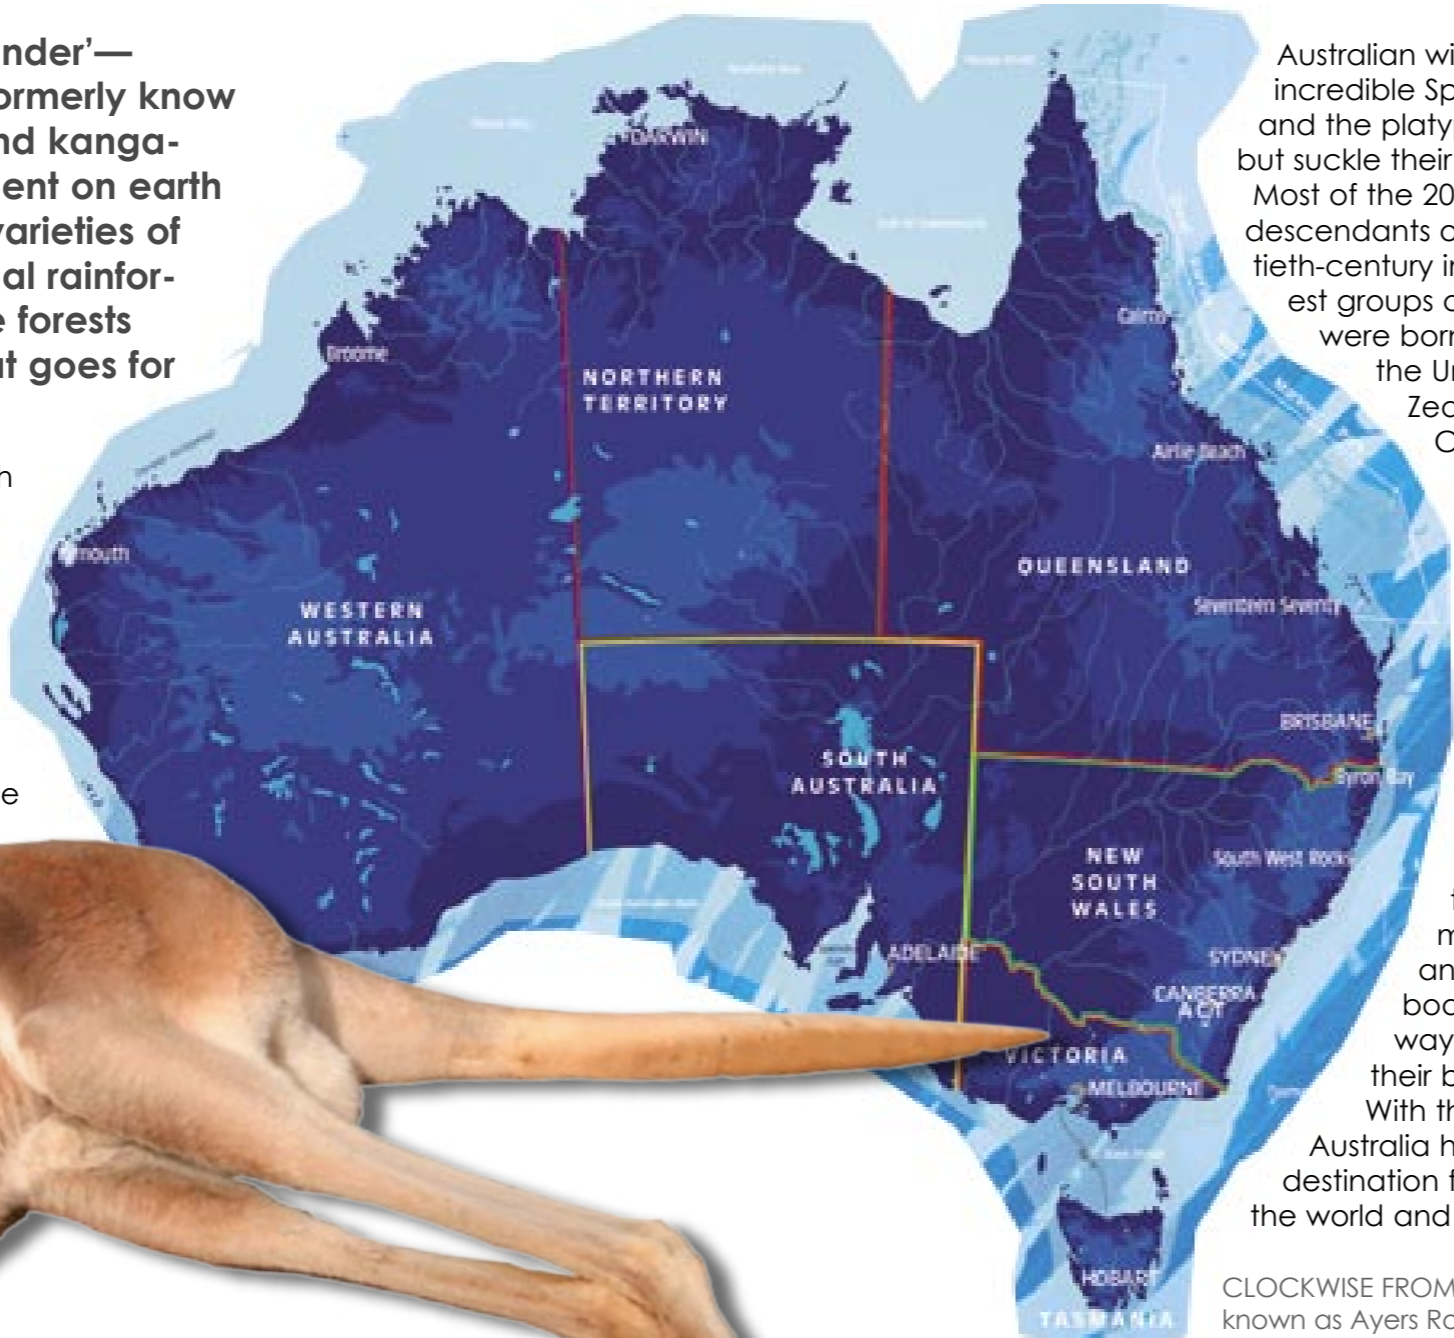 nder’—
ormerly know
nd kanga-
ent on earth
varieties of
al rainfor-
e forests
at goes for
n
e
DARWIN
Broome
NORTHERN
TERRITORY
Cairns
Airlie Beach
mouth
QUEENSLAND
WESTERN
AUSTRALIA
Seventeen Seventy
BRISBANE
SOUTH
AUSTRALIA
Byron Bay
NEW
SOUTH
WALES
South West Rocks
ADELAIDE
SYDNEY
CANBERRA
ACT
VICTORIA
MELBOURNE
HOBART
TASMANIA
Australian wi
incredible Sp
and the platy
but suckle their
Most of the 20
descendants o
tieth-century in
est groups o
were born
the Un
Zea
C
t
m
an
boo
way
their b
With th
Australia h
destination f
the world and
CLOCKWISE FROM
known as Ayers Ro